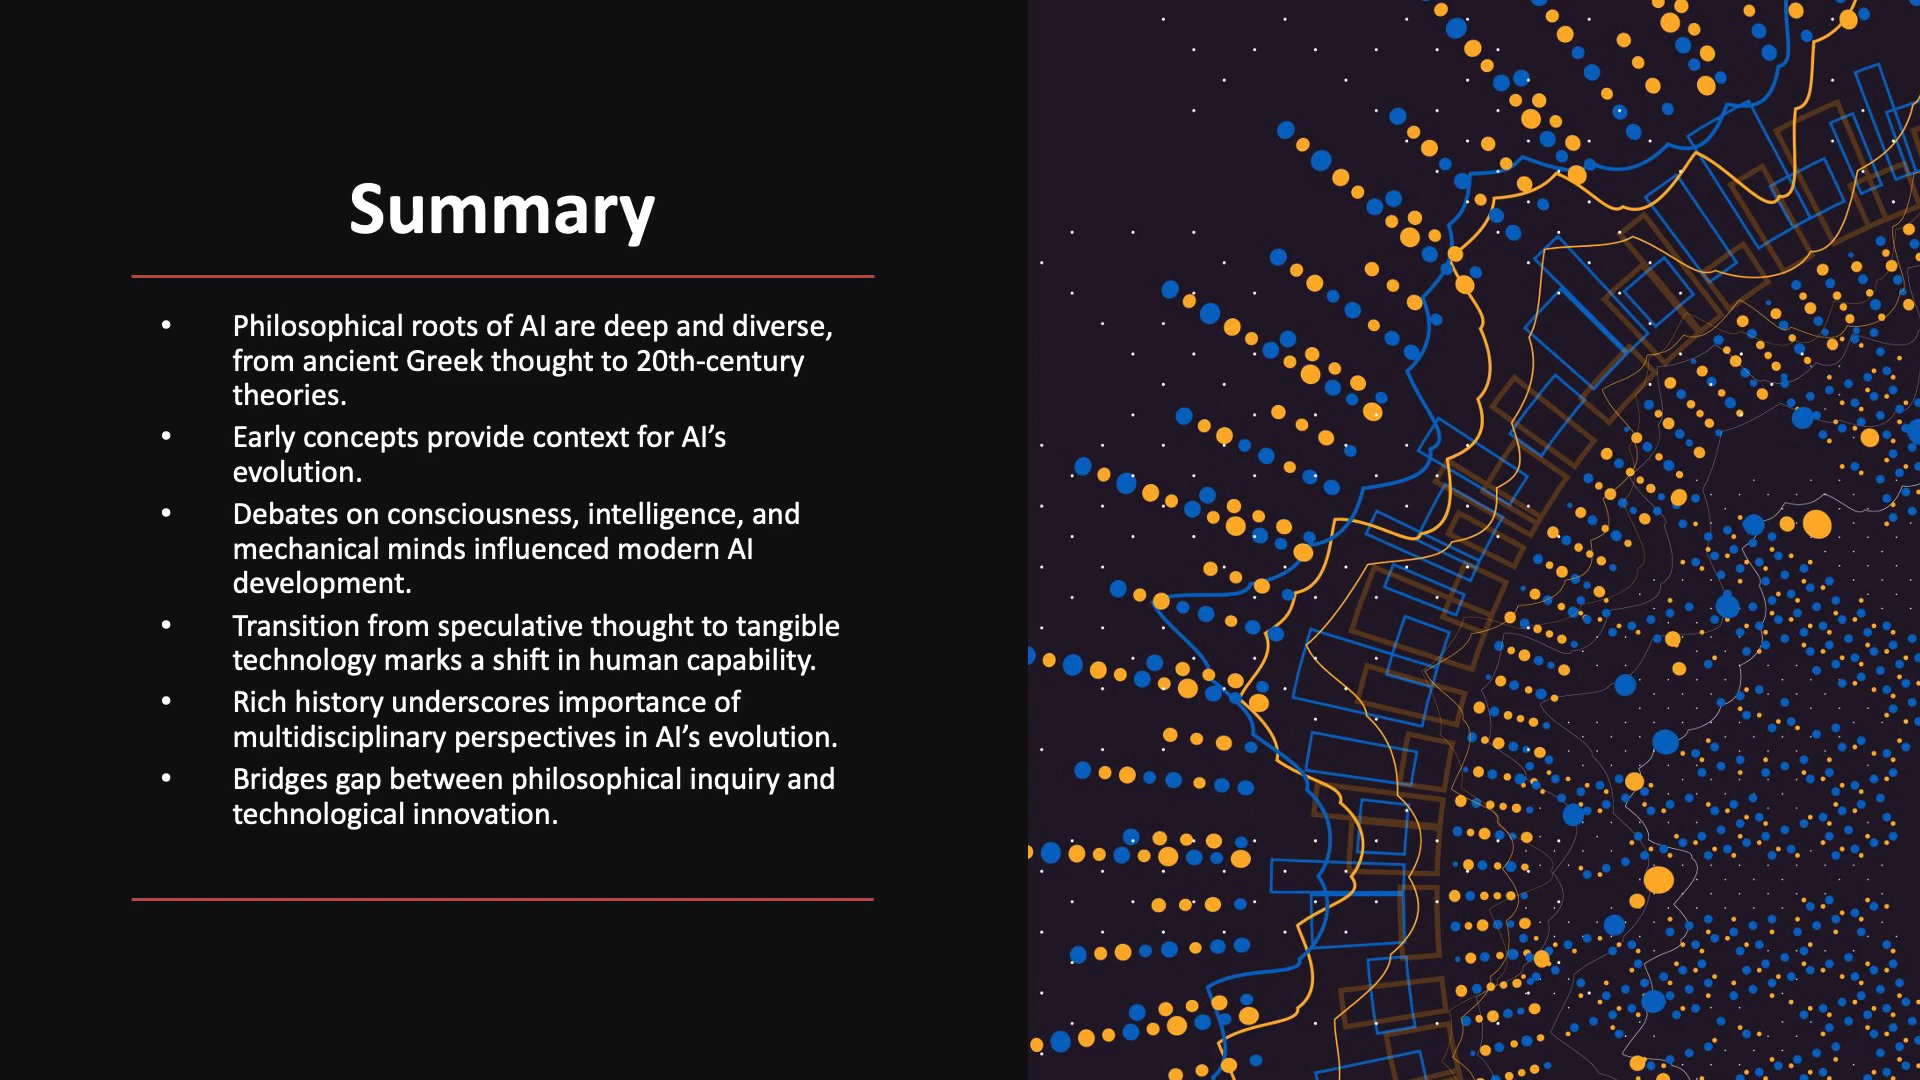 Summary
• Philosophical roots of AI are deep and diverse,
from ancient Greek thought to 20th-century
theories.
• Early concepts provide context for AI’s
evolution.
• Debates on consciousness, intelligence, and
mechanical minds influenced modern AI
development.
• Transition from speculative thought to tangible
technology marks a shift in human capability.
• Rich history underscores importance of
multidisciplinary perspectives in AI’s evolution.
• Bridges gap between philosophical inquiry and
technological innovation.